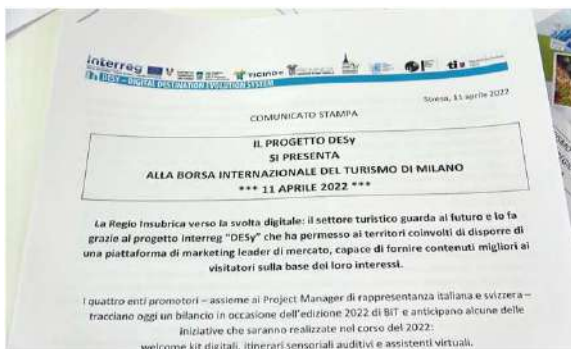 interreg
TICINO
DESY – DIGITAL DESTINATION EVOLUTION SYSTEM
Stresa, 11 aprile 2022
COMUNICATO STAMPA
IL PROGETTO DESy
SI PRESENTA
ALLA BORSA INTERNAZIONALE DEL TURISMO DI MILANO
*** 11 APRILE 2022 ***
La Regio Insubrica verso la svolta digitale: il settore turistico guarda al futuro e lo fa
grazie al progetto Interreg "DESy" che ha permesso ai territori coinvolti di disporre di
una piattaforma di marketing leader di mercato, capace di fornire contenuti migliori ai
visitatori sulla base dei loro interessi.
I quattro enti promotori – assieme ai Project Manager di rappresentanza italiana e svizzera –
tracciano oggi un bilancio in occasione dell'edizione 2022 di BIT e anticipano alcune delle
iniziative che saranno realizzate nel corso del 2022:
welcome kit digitali, itinerari sensoriali auditivi e assistenti virtuali.